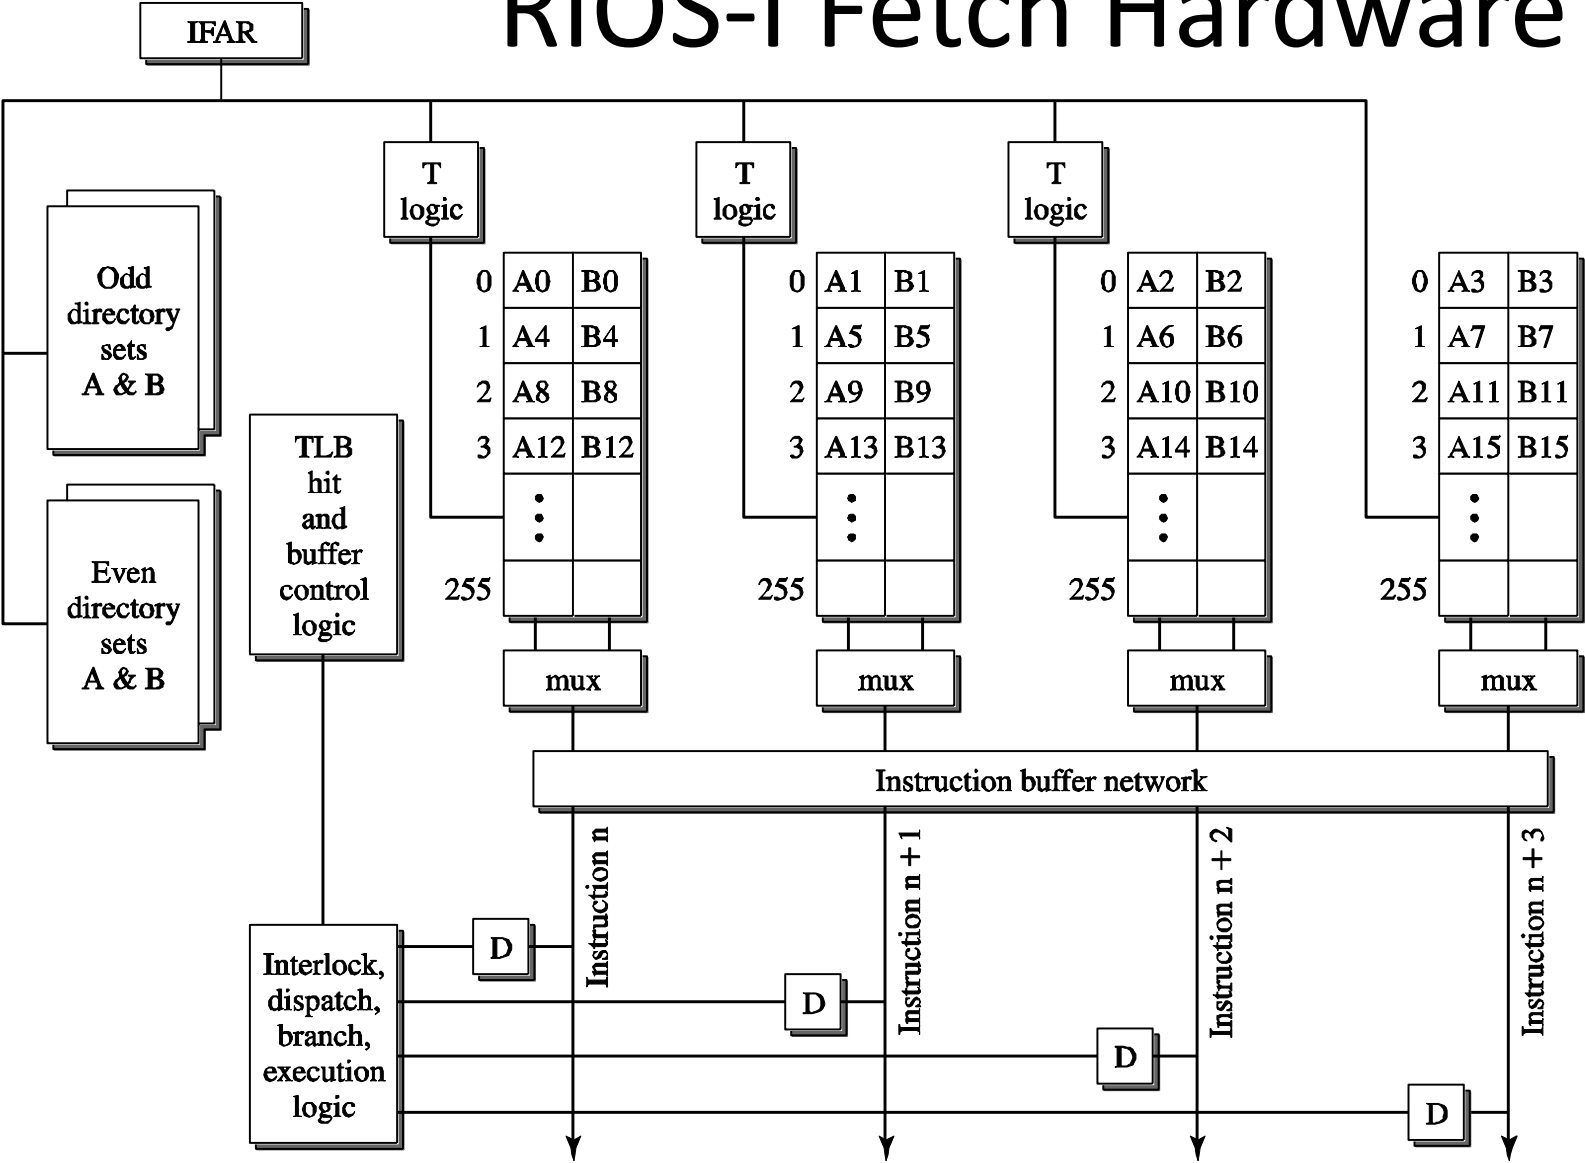 RIOS-I Fetch Hardware
IFAR
T
logic
T
logic
T
logic
Odd
directory
sets
A & B
Even
directory
sets
A & B
TLB
hit
and
buffer
control
logic
0 A0 B0
1 A4 B4
2 A8 B8
3 A12 B12
255
0 A1 B1
1 A5 B5
2 A9 B9
3 A13 B13
255
0 A2 B2
1 A6 B6
2 A10 B10
3 A14 B14
255
0 A3 B3
1 A7 B7
2 A11 B11
3 A15 B15
255
mux
mux
mux
mux
Instruction buffer network
Instruction n
Instruction n + 1
Instruction n + 2
Instruction n + 3
Interlock,
dispatch,
branch,
execution
logic
D
D
D
D